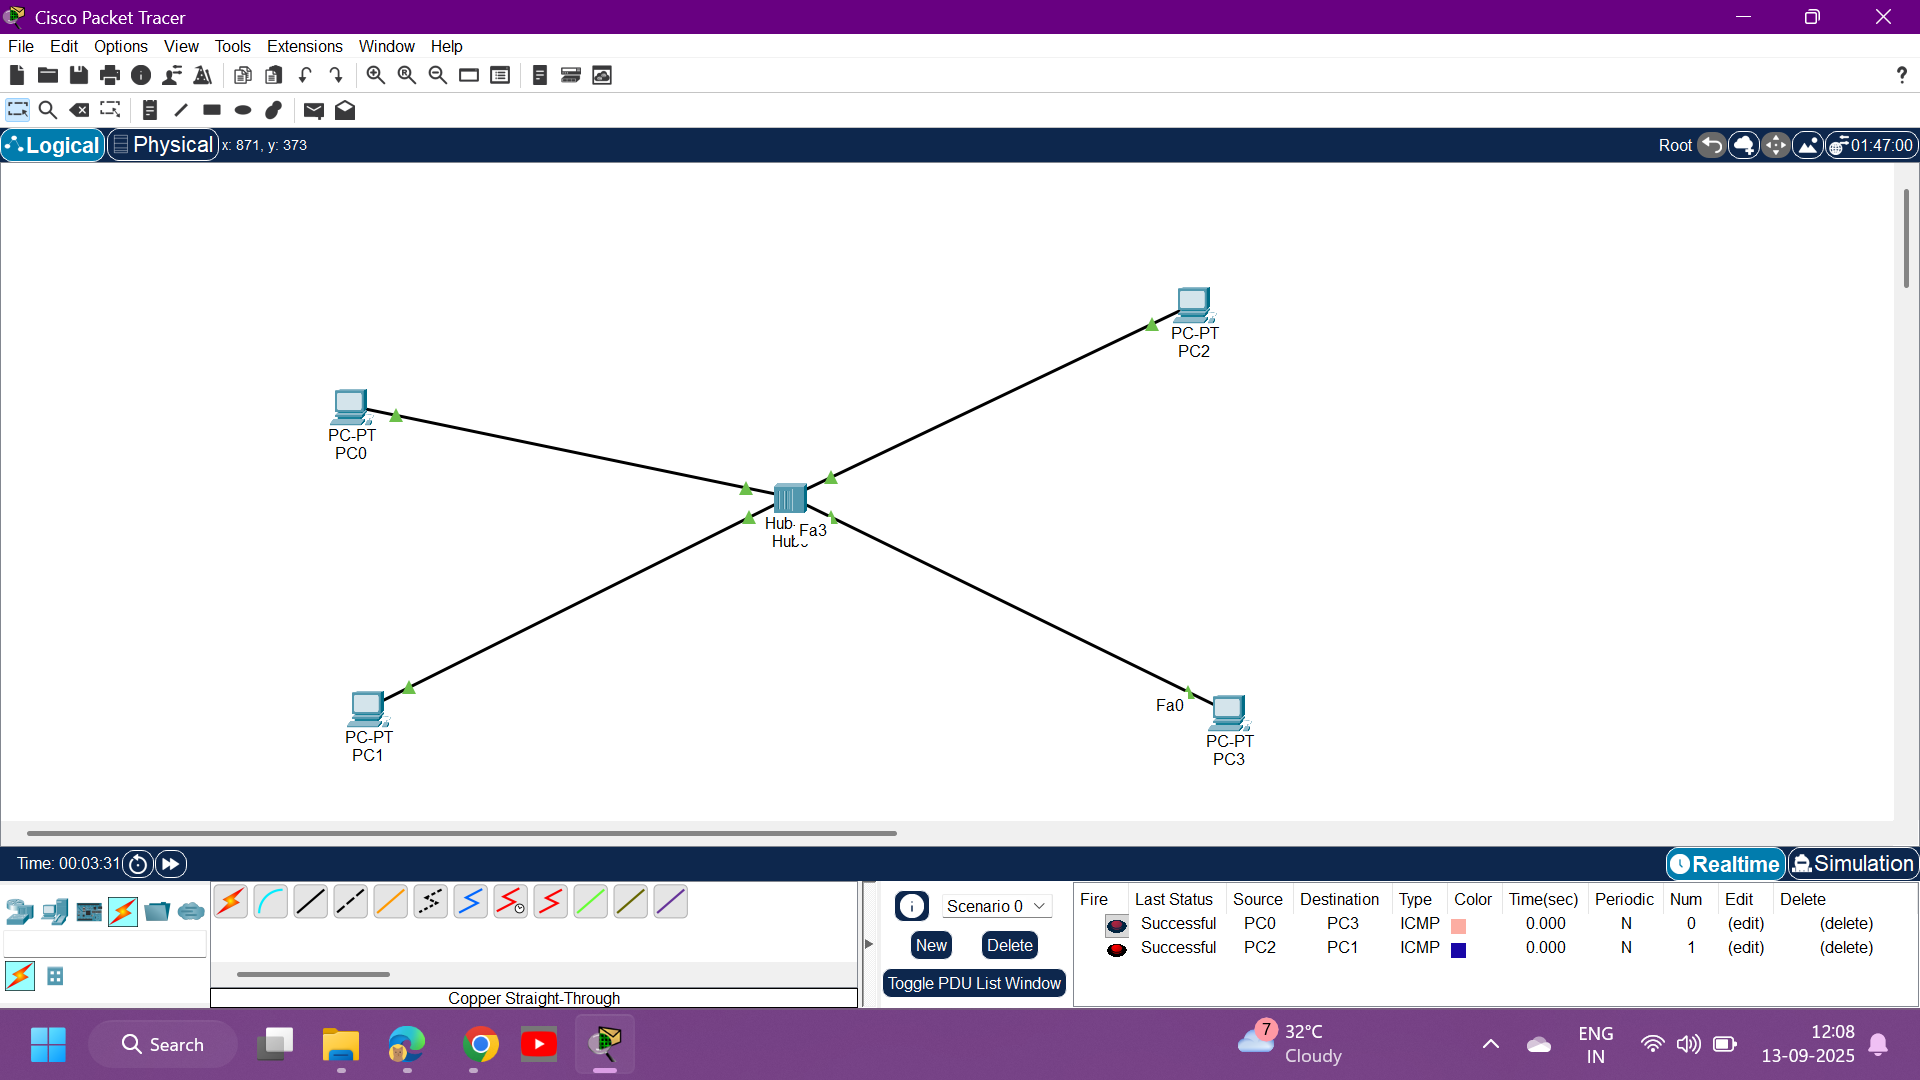 Cisco Packet Tracer
File Edit Options View Tools Extensions Window Help
?
Logical Physical x: 871, y: 373 Root 01:47:00
PC-PT
PC2
PC-PT
PC0
Hub-
Fa3
PC-PT
PC1
Fa0
PC-PT
PC3
Time: 00:03:31 Realtime Simulation
Scenario 0
New Delete
Toggle PDU List Window
Copper Straight-Through
Fire Last Status Source Destination Type Color Time(sec) Periodic Num Edit Delete
Successful PC0 PC3 ICMP 0.000 N 0 (edit) (delete)
Successful PC2 PC1 ICMP 0.000 N 1 (edit) (delete)
Search
7
32°C
Cloudy
ENG
IN
12:08
13-09-2025